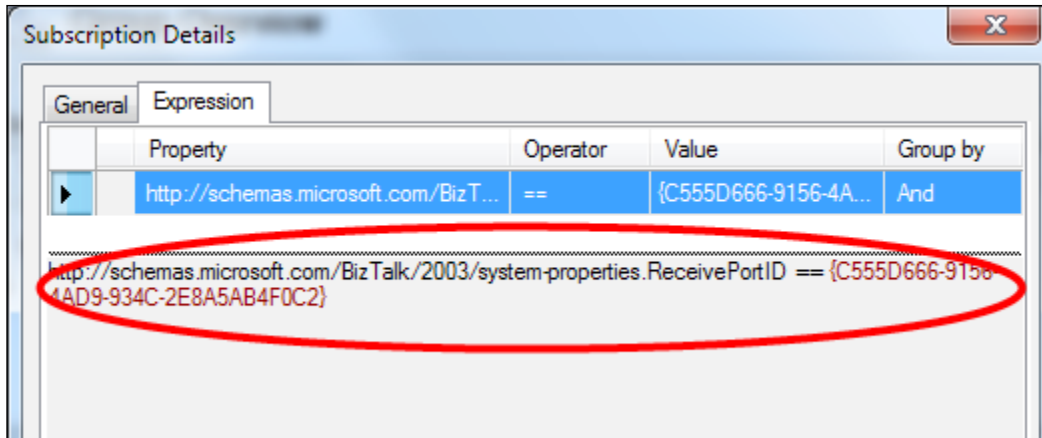 Subscription Details
General Expression
Property Operator Value Group by
http://schemas.microsoft.com/BizT... == {C555D666-9156-4A... And
http://schemas.microsoft.com/BizTalk/2003/system-properties.ReceivePortID == {C555D666-9156-
4AD9-934C-2E8A5AB4F0C2}